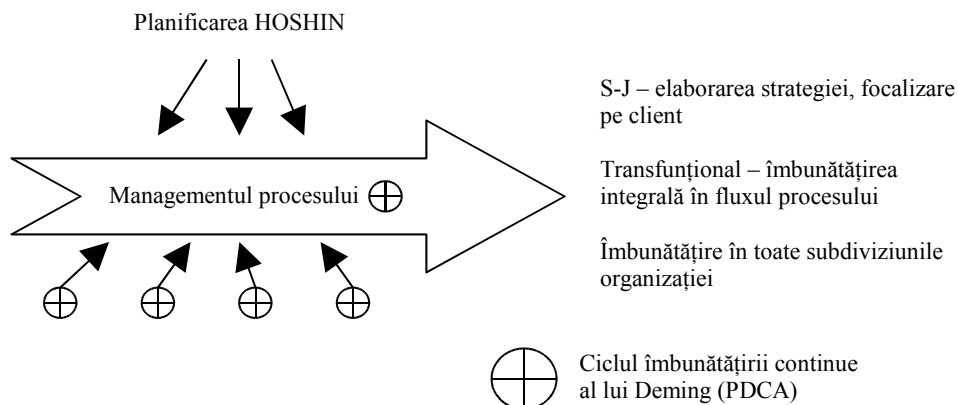 Planificarea HOSHIN
S-J – elaborarea strategiei, focalizare
pe client
Managementul procesului
Transfuncțional – îmbunătățirea
integrală în fluxul procesului
Îmbunătățire în toate subdiviziunile
organizației
Ciclul îmbunătățirii continue
al lui Deming (PDCA)